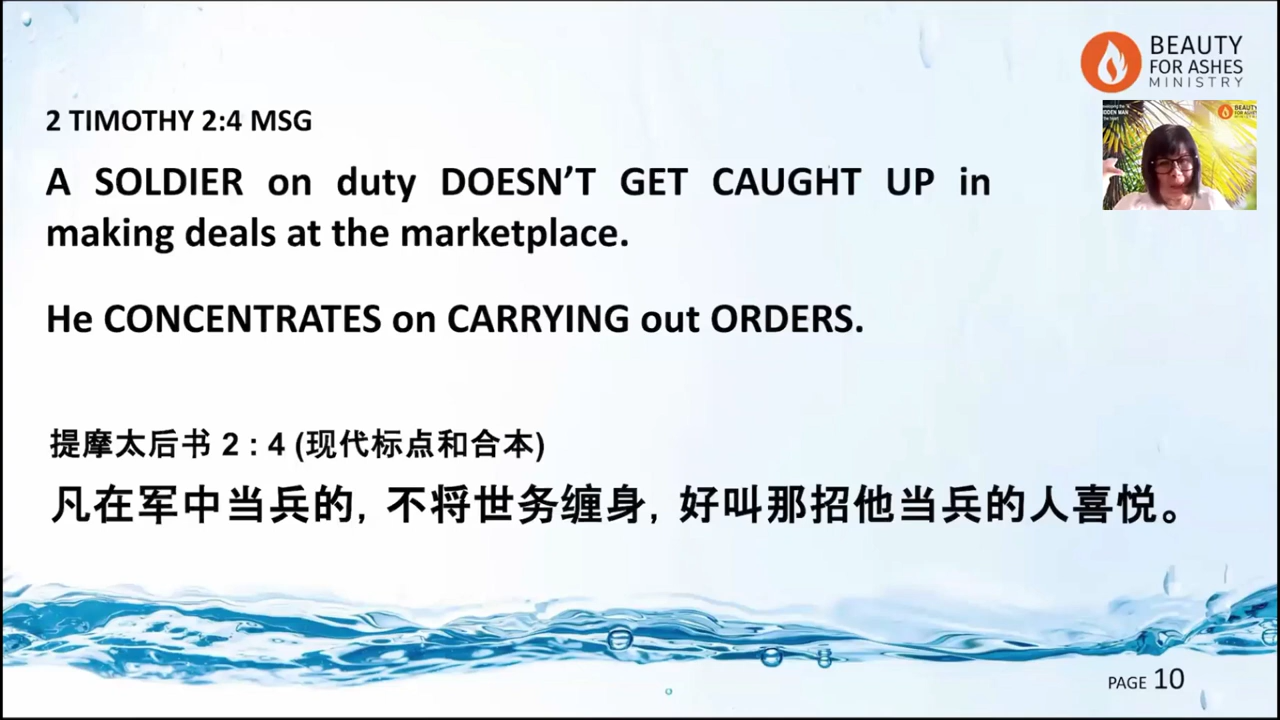 BEAUTY
FOR ASHES
MINISTRY
2 TIMOTHY 2:4 MSG
A SOLDIER on duty DOESN’T GET CAUGHT UP in
making deals at the marketplace.
He CONCENTRATES on CARRYING out ORDERS.
提摩太后书 2 : 4 (现代标点和合本)
凡在军中当兵的, 不将世务缠身, 好叫那招他当兵的人喜悦。
PAGE 10